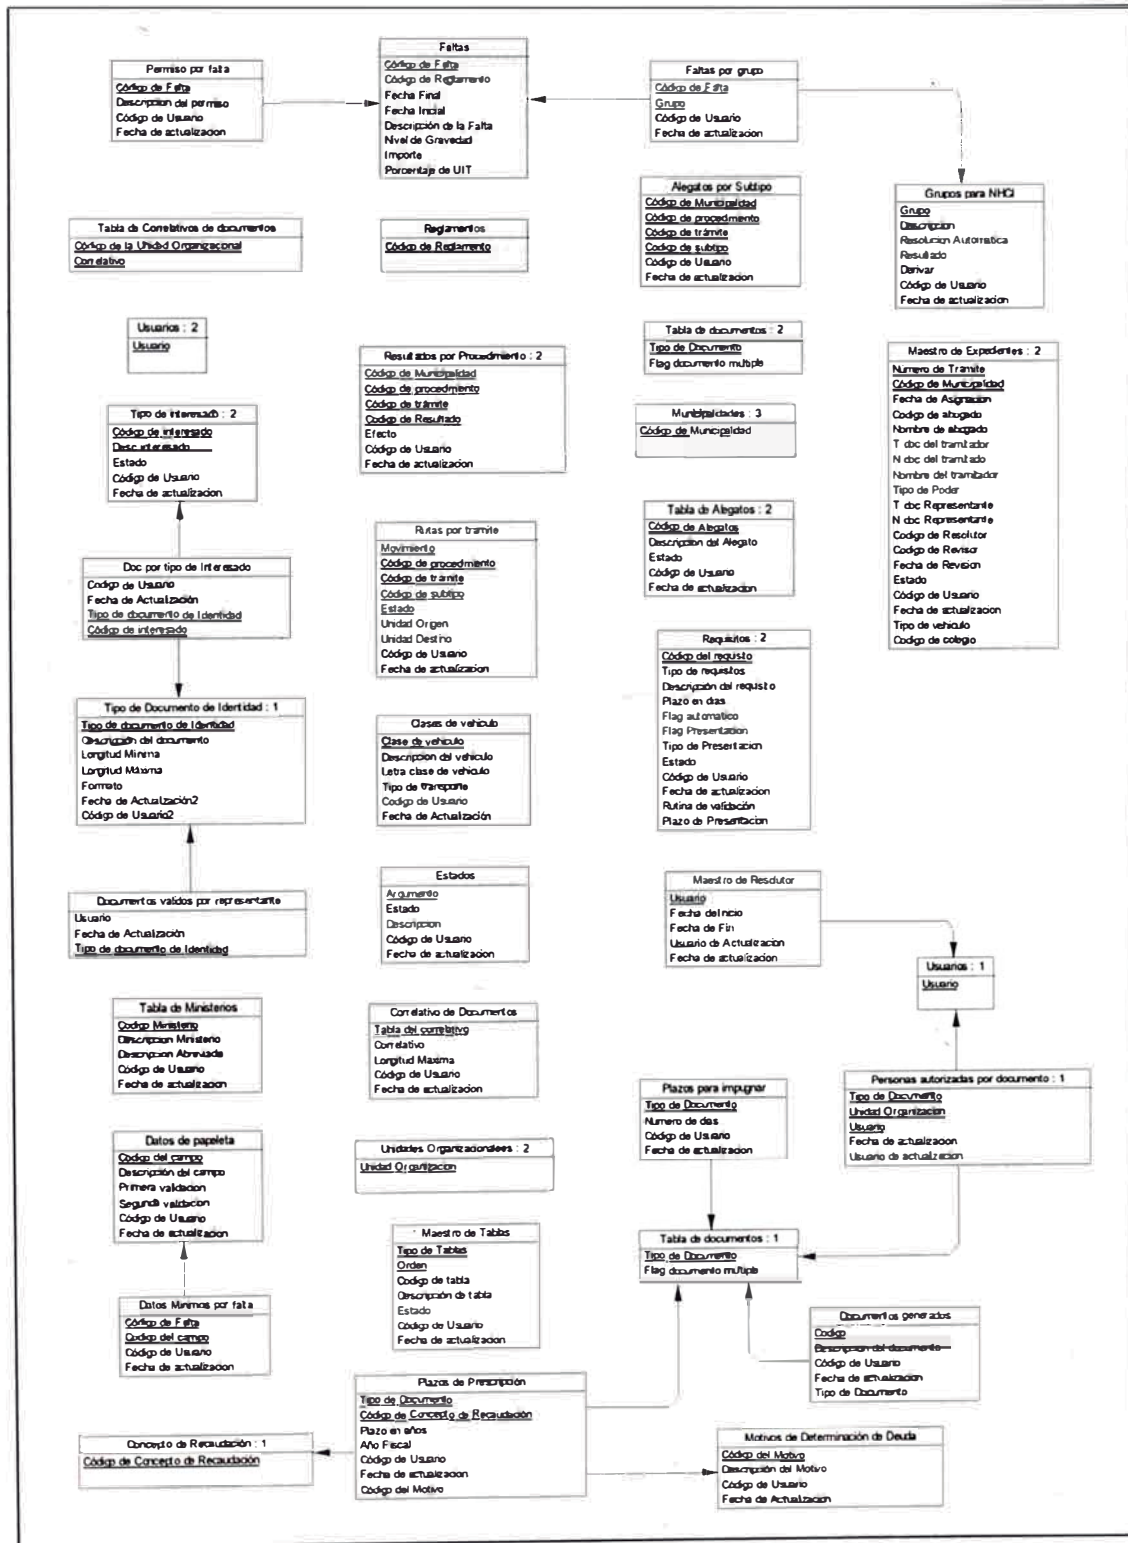 Faltas
Código de Falta
Código de Reglamento
Fecha Final
Fecha Inicial
Descripción de la Falta
Nivel de Gravedad
Importe
Porcentaje de UIT
Permiso por falta
Código de Falta
Descripcion del permiso
Código de Usuario
Fecha de actualizacion
Faltas por grupo
Código de Falta
Grupo
Código de Usuario
Fecha de actualizacion
Grupos para NHCI
Grupo
Descripcion
Resolucion Automatica
Resultado
Derivar
Código de Usuario
Fecha de actualizacion
Alegatos por Subtipo
Código de Municipalidad
Código de procedimiento
Código de trámite
Codigo de subtipo
Código de Usuario
Fecha de actualizacion
Tabla de Correlativos de documentos
Código de la Unidad Organizacional
Correlativo
Reglamentos
Código de Reglamento
Usuarios : 2
Usuario
Resultados por Procedimiento : 2
Código de Municipalidad
Código de procedimiento
Código de trámite
Código de Resultado
Efecto
Código de Usuario
Fecha de actualizacion
Tabla de documentos : 2
Tipo de Documento
Flag documento multiple
Maestro de Expedientes : 2
Número de Tramite
Código de Municipalidad
Fecha de Asignacion
Codigo de abogado
Nombre de abogado
T doc del tramitador
N doc del tramitado
Nombre del tramitador
Tipo de Poder
T doc Representante
N doc Representante
Codigo de Resolutor
Codigo de Revisor
Fecha de Revision
Estado
Código de Usuario
Fecha de actualizacion
Tipo de vehiculo
Codigo de colegio
Tipo de interesado : 2
Código de interesado
Desc interesado
Estado
Código de Usuario
Fecha de actualizacion
Municipalidades : 3
Código de Municipalidad
Tabla de Alegatos : 2
Código de Alegatos
Descripcion del Alegato
Estado
Código de Usuario
Fecha de actualizacion
Rutas por tramite
Movimiento
Código de procedimiento
Código de trámite
Código de subtipo
Estado
Unidad Origen
Unidad Destino
Código de Usuario
Fecha de actualizacion
Doc por tipo de Interesado
Codigo de Usuario
Fecha de Actualización
Tipo de documento de Identidad
Código de interesado
Requisitos : 2
Código del requisto
Tipo de requistos
Descripción del requisto
Plazo en dias
Flag automatico
Flag Presentacion
Tipo de Presentacion
Estado
Código de Usuario
Fecha de actualizacion
Rutina de validación
Plazo de Presentacion
Tipo de Documento de Identidad : 1
Tipo de documento de Identidad
Descripción del documento
Longitud Minima
Longitud Máxima
Formato
Fecha de Actualización2
Código de Usuario2
Clases de vehiculo
Clase de vehiculo
Descripcion del vehiculo
Letra clase de vehiculo
Tipo de transporte
Codigo de Usuario
Fecha de Actualización
Estados
Argumento
Estado
Descripcion
Código de Usuario
Fecha de actualizacion
Maestro de Resolutor
Usuario
Fecha deInicio
Fecha de Fin
Usuario de Actualizacion
Fecha de actualizacion
Documentos validos por representante
Usuario
Fecha de Actualización
Tipo de documento de Identidad
Usuarios : 1
Usuario
Tabla de Ministerios
Codigo Ministerio
Descripcion Ministerio
Descripcion Abreviada
Código de Usuario
Fecha de actualizacion
Correlativo de Documentos
Tabla del correlativo
Correlativo
Longitud Maxima
Código de Usuario
Fecha de actualizacion
Plazos para impugnar
Tipo de Documento
Numero de dias
Código de Usuario
Fecha de actualizacion
Personas autorizadas por documento : 1
Tipo de Documento
Unidad Organizacion
Usuario
Fecha de actualizacion
Usuario de actualizacion
Datos de papeleta
Codigo del campo
Descripción del campo
Primera validacion
Segunda validacion
Código de Usuario
Fecha de actualizacion
Unidades Organizacionalees : 2
Unidad Organizacion
Maestro de Tablas
Tipo de Tablas
Orden
Codigo de tabla
Descripción de tabla
Estado
Código de Usuario
Fecha de actualizacion
Tabla de documentos : 1
Tipo de Documento
Flag documento multiple
Datos Minimos por falta
Código de Falta
Codigo del campo
Código de Usuario
Fecha de actualizacion
Documentos generados
Codigo
Descripcion del documento
Código de Usuario
Fecha de actualizacion
Tipo de Documento
Plazos de Prescripción
Tipo de Documento
Código de Concepto de Recaudación
Plazo en años
Año Fiscal
Código de Usuario
Fecha de actualizacion
Código del Motivo
Concepto de Recaudación : 1
Código de Concepto de Recaudación
Motivos de Determinación de Deuda
Código del Motivo
Descripción del Motivo
Código de Usuario
Fecha de Actualizacion